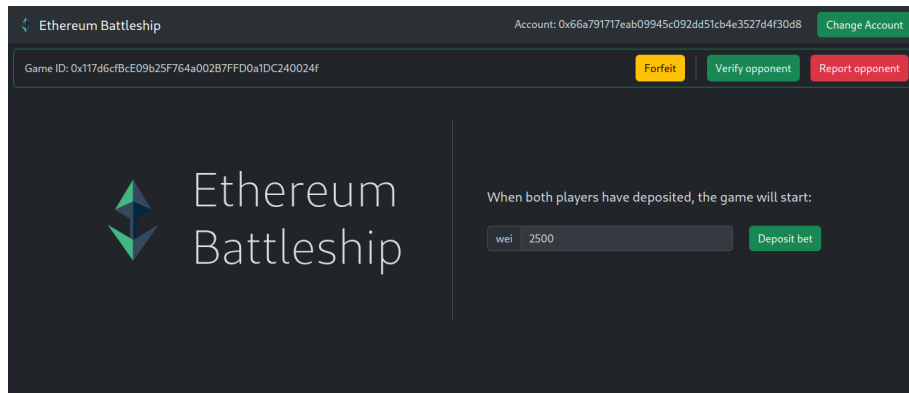 Ethereum Battleship
Account: 0x66a791717eab09945c092dd51cb4e3527d4f30d8
Change Account
Game ID: 0x117d6cfBcE09b25F764a002B7FFD0a1DC240024f
Forfeit
Verify opponent
Report opponent
Ethereum
Battleship
When both players have deposited, the game will start:
wei 2500
Deposit bet